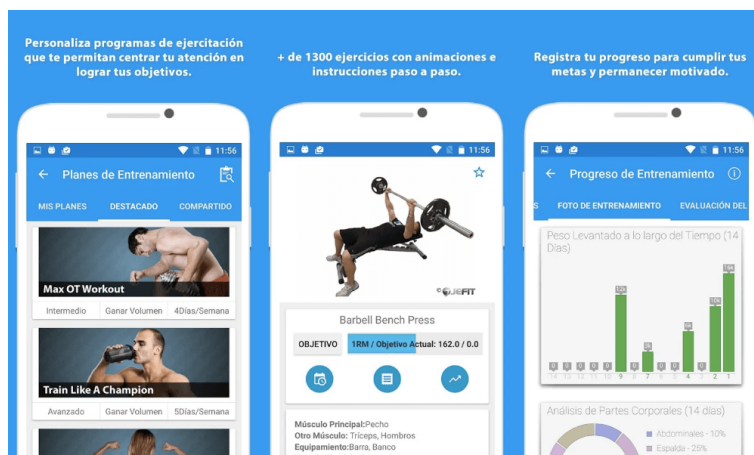 Personaliza programas de ejercitación
que te permitan centrar tu atención en
lograr tus objetivos.
+ de 1300 ejercicios con animaciones e
instrucciones paso a paso.
Registra tu progreso para cumplir tus
metas y permanecer motivado.
11:56
Planes de Entrenamiento
MIS PLANES DESTACADO COMPARTIDO
Max OT Workout
Intermedio Ganar Volumen 4Días/Semana
Train Like A Champion
Avanzado Ganar Volumen 5Días/Semana
11:56
JEFIT
Barbell Bench Press
OBJETIVO 1RM / Objetivo Actual: 162.0 / 0.0
Músculo Principal:Pecho
Otro Músculo: Tríceps, Hombros
Equipamiento:Barra, Banco
11:56
Progreso de Entrenamiento
S FOTO DE ENTRENAMIENTO EVALUACIÓN DEL
Peso Levantado a lo largo del Tiempo (14
Días)
9 7 4 2 1
Análisis de Partes Corporales (14 días)
Abdominales - 10%
Espalda - 25%